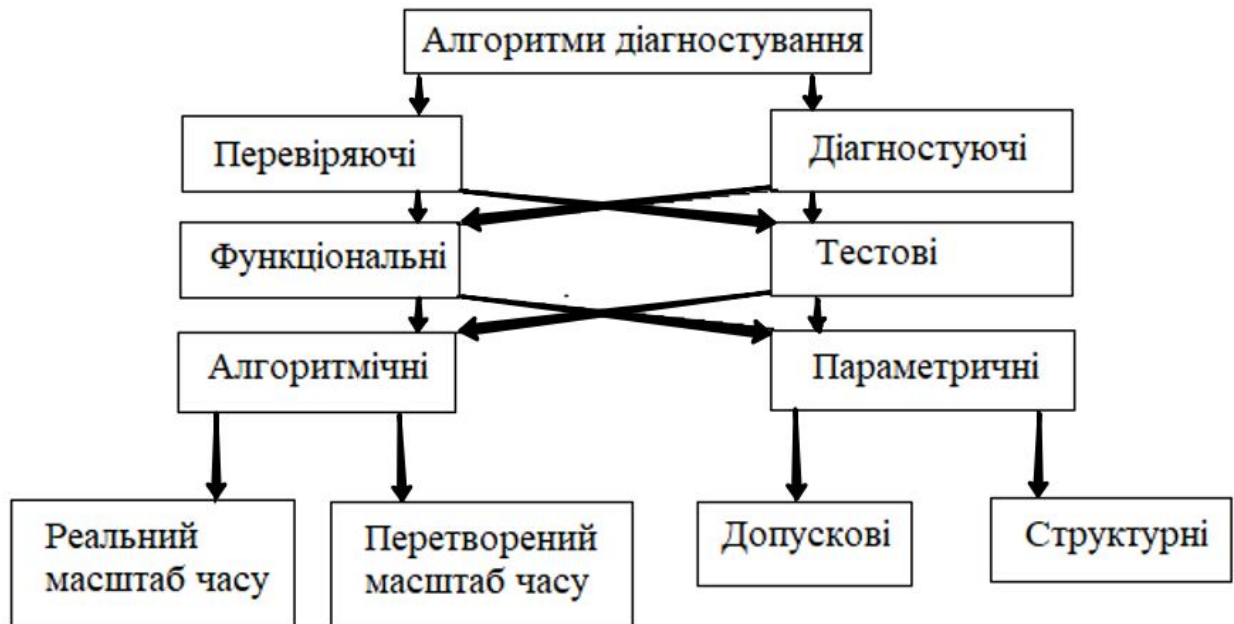 Алгоритми діагностування
Перевіряючі
Діагностуючі
Функціональні
Тестові
Алгоритмічні
Параметричні
Реальний
масштаб часу
Перетворений
масштаб часу
Допускові
Структурні